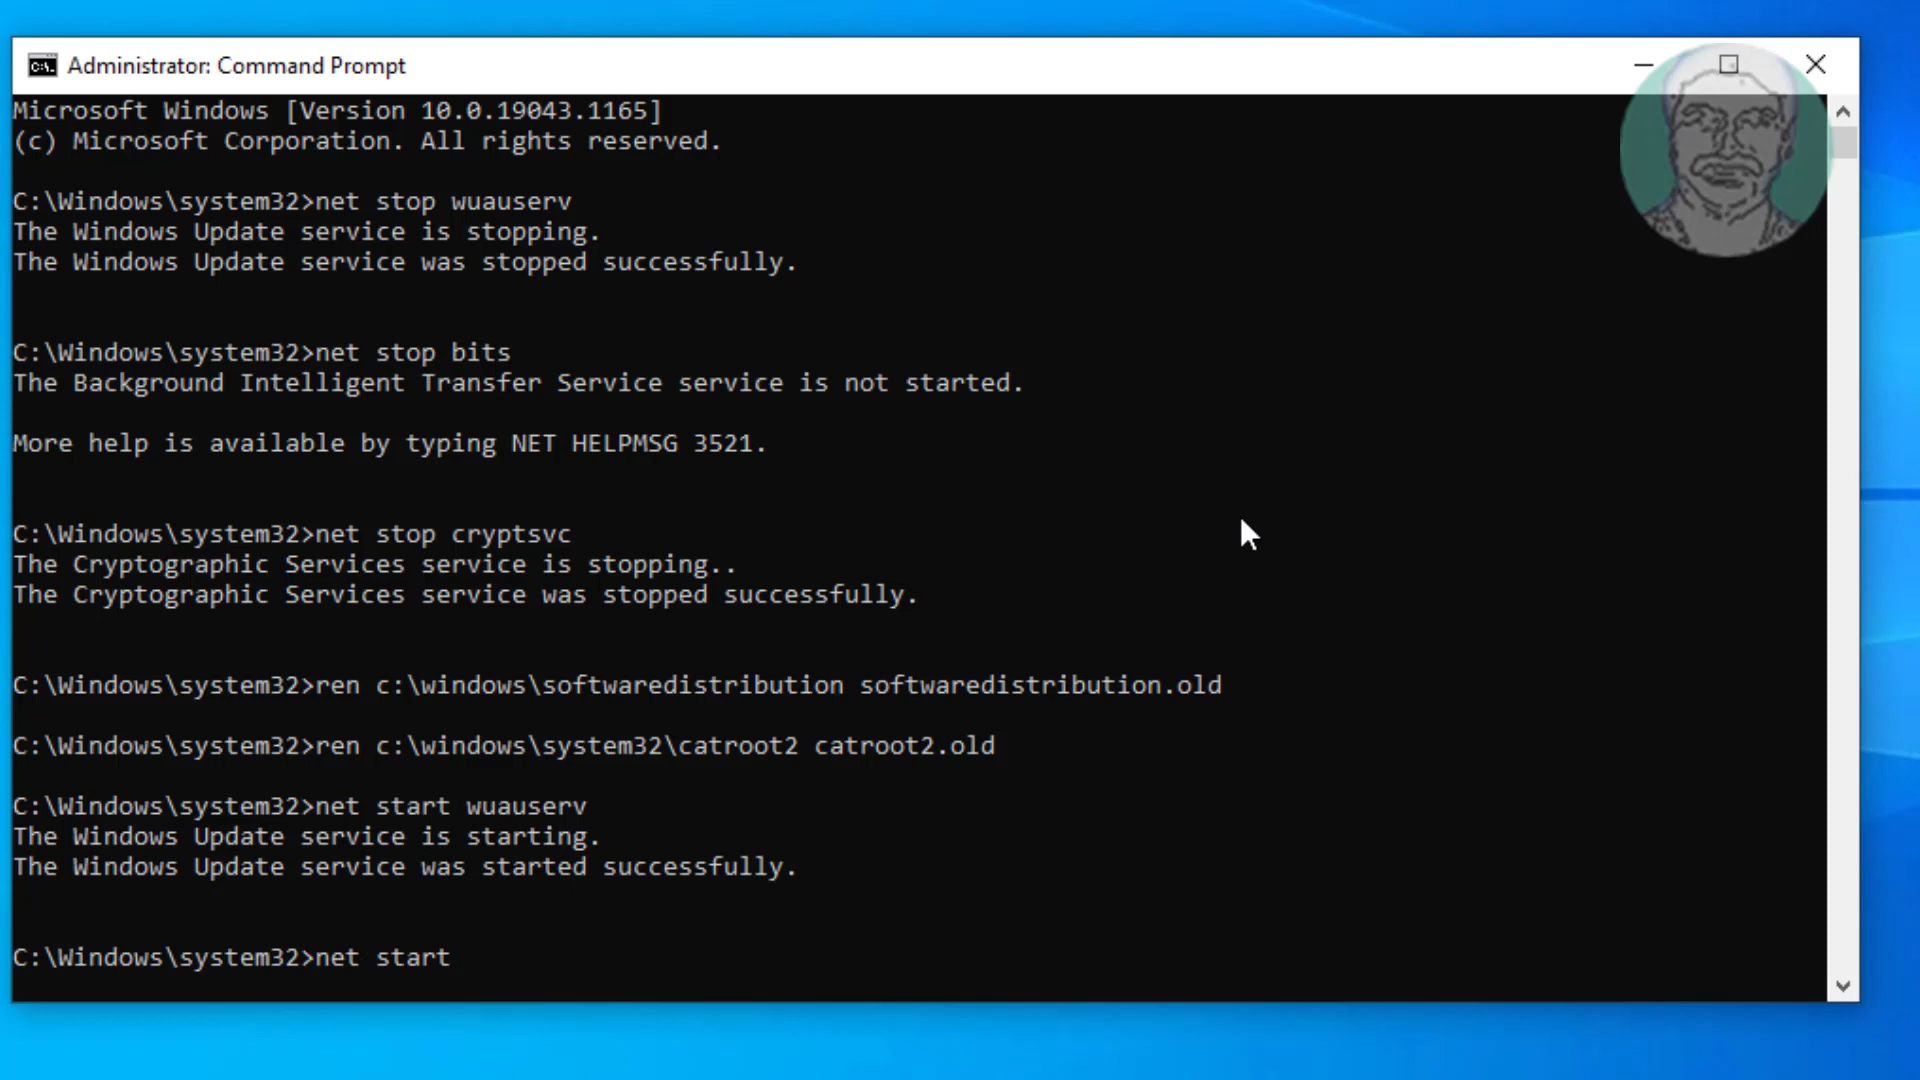 Administrator: Command Prompt
Microsoft Windows [Version 10.0.19043.1165]
(c) Microsoft Corporation. All rights reserved.
C:\Windows\system32>net stop wuauserv
The Windows Update service is stopping.
The Windows Update service was stopped successfully.
C:\Windows\system32>net stop bits
The Background Intelligent Transfer Service service is not started.
More help is available by typing NET HELPMSG 3521.
C:\Windows\system32>net stop cryptsvc
The Cryptographic Services service is stopping..
The Cryptographic Services service was stopped successfully.
C:\Windows\system32>ren c:\windows\softwaredistribution softwaredistribution.old
C:\Windows\system32>ren c:\windows\system32\catroot2 catroot2.old
C:\Windows\system32>net start wuauserv
The Windows Update service is starting.
The Windows Update service was started successfully.
C:\Windows\system32>net start